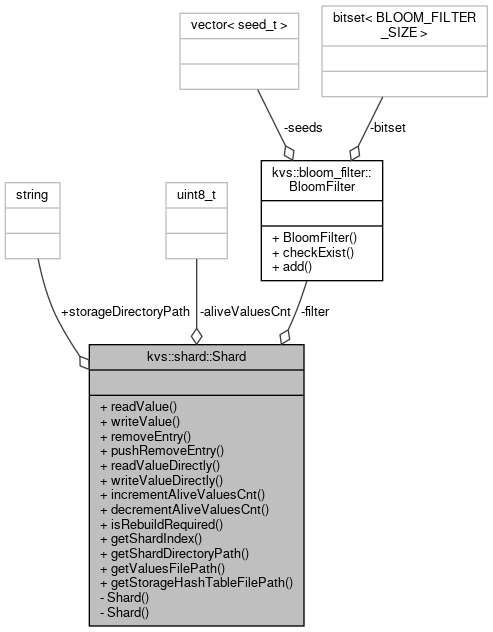 vector< seed_t >
bitset< BLOOM_FILTER
_SIZE >
-seeds
-bitset
kvs::bloom_filter::
BloomFilter
+ BloomFilter()
+ checkExist()
+ add()
string
uint8_t
+storageDirectoryPath
-aliveValuesCnt
-filter
kvs::shard::Shard
+ readValue()
+ writeValue()
+ removeEntry()
+ pushRemoveEntry()
+ readValueDirectly()
+ writeValueDirectly()
+ incrementAliveValuesCnt()
+ decrementAliveValuesCnt()
+ isRebuildRequired()
+ getShardIndex()
+ getShardDirectoryPath()
+ getValuesFilePath()
+ getStorageHashTableFilePath()
- Shard()
- Shard()